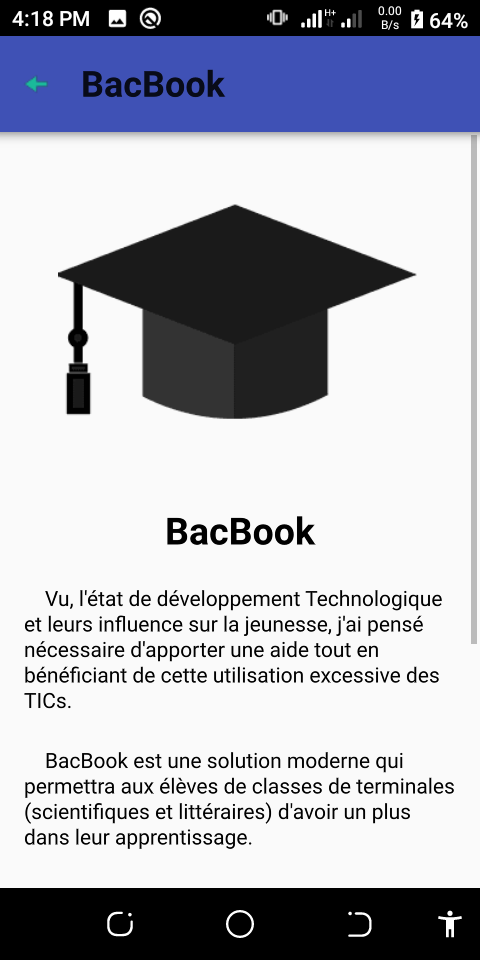 4:18 PM H+ 0.00 B/s 64%
BacBook
BacBook
Vu, l'état de développement Technologique
et leurs influence sur la jeunesse, j'ai pensé
nécessaire d'apporter une aide tout en
bénéficiant de cette utilisation excessive des
TICs.
BacBook est une solution moderne qui
permettra aux élèves de classes de terminales
(scientifiques et littéraires) d'avoir un plus
dans leur apprentissage.